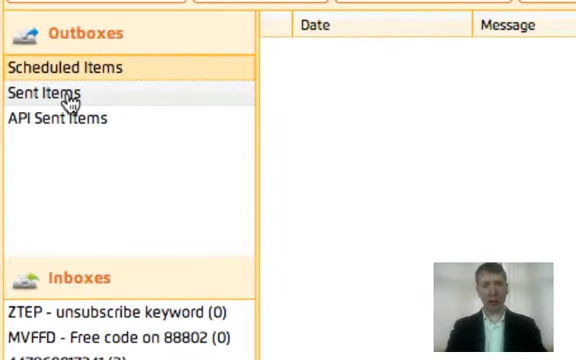 Outboxes
Date
Message
Scheduled Items
Sent Items
API Sent Items
Inboxes
ZTEP - unsubscribe keyword (0)
MVFFD - Free code on 88802 (0)